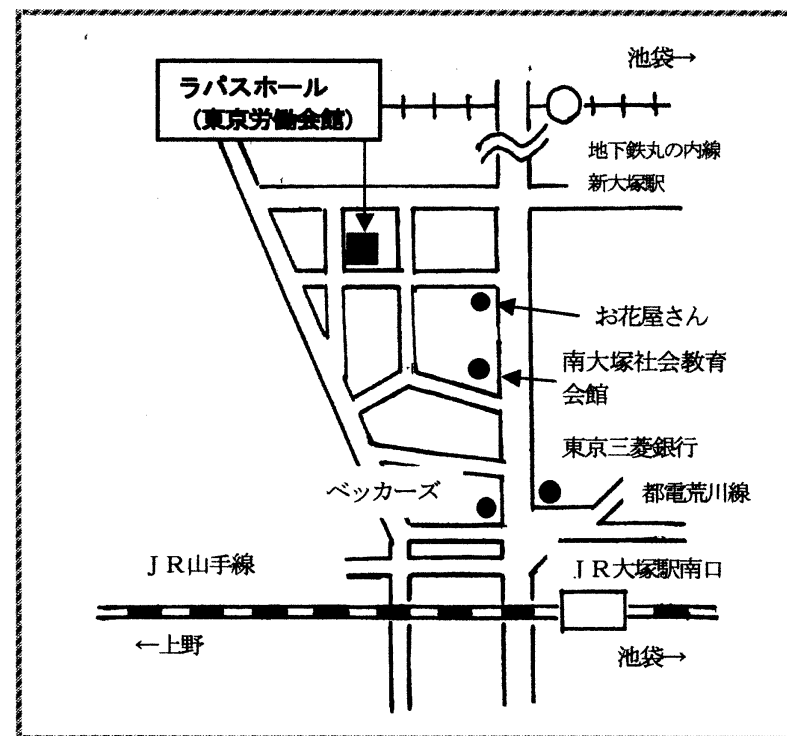 池袋→
ラパスホール
(東京労働会館)
地下鉄丸の内線
新大塚駅
お花屋さん
南大塚社会教育
会館
東京三菱銀行
ベッカーズ
都電荒川線
ＪＲ山手線
ＪＲ大塚駅南口
←上野
池袋→